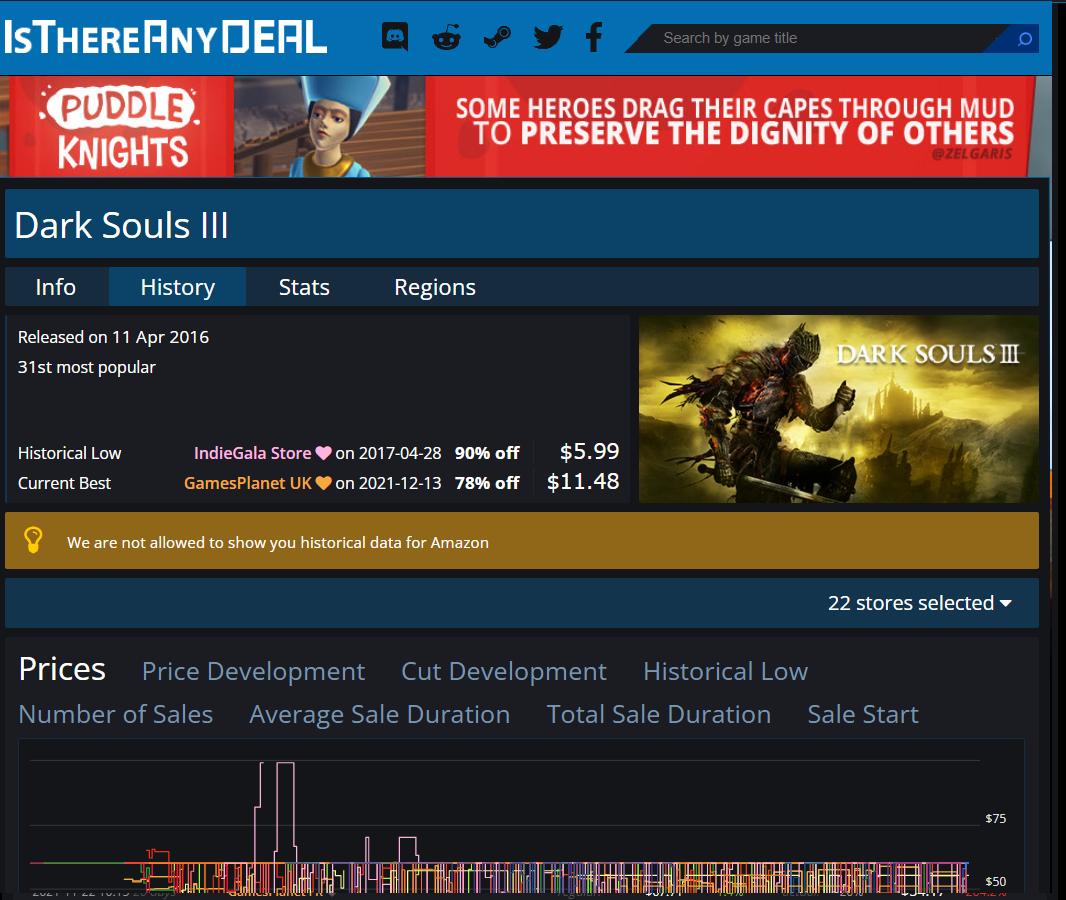 IsThereAnyDEAL
Search by game title
PUDDLE
KNIGHTS
SOME HEROES DRAG THEIR CAPES THROUGH MUD
TO PRESERVE THE DIGNITY OF OTHERS
@ZELGARIS
Dark Souls III
Info History Stats Regions
Released on 11 Apr 2016
31st most popular
DARK SOULS III
Historical Low IndieGala Store on 2017-04-28 90% off $5.99
Current Best GamesPlanet UK on 2021-12-13 78% off $11.48
We are not allowed to show you historical data for Amazon
22 stores selected
Prices Price Development Cut Development Historical Low
Number of Sales Average Sale Duration Total Sale Duration Sale Start
$75
$50